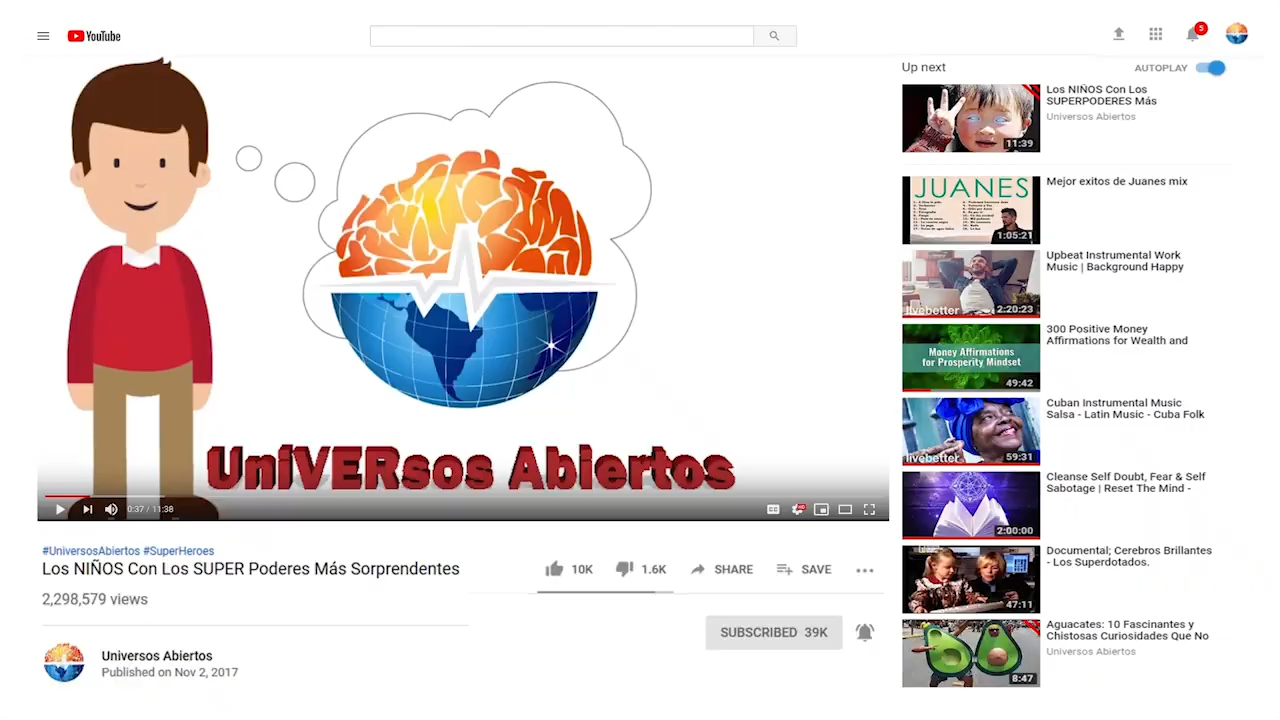 YouTube
5
UníVERsos Abiertos
0:37 / 11:38
CC
HD
#UniversosAbiertos #SuperHeroes
Los NIÑOS Con Los SUPER Poderes Más Sorprendentes
2,298,579 views
10K
1.6K
SHARE
SAVE
SUBSCRIBED 39K
Universos Abiertos
Published on Nov 2, 2017
Up next
AUTOPLAY
11:39
Los NIÑOS Con Los
SUPERPODERES Más
Universos Abiertos
JUANES
1:05:21
Mejor exitos de Juanes mix
livebetter
2:20:23
Upbeat Instrumental Work
Music | Background Happy
Money Affirmations
for Prosperity Mindset
49:42
300 Positive Money
Affirmations for Wealth and
livebetter
59:31
Cuban Instrumental Music
Salsa - Latin Music - Cuba Folk
2:00:00
Cleanse Self Doubt, Fear & Self
Sabotage | Reset The Mind -
47:11
Documental; Cerebros Brillantes
- Los Superdotados.
8:47
Aguacates: 10 Fascinantes y
Chistosas Curiosidades Que No
Universos Abiertos